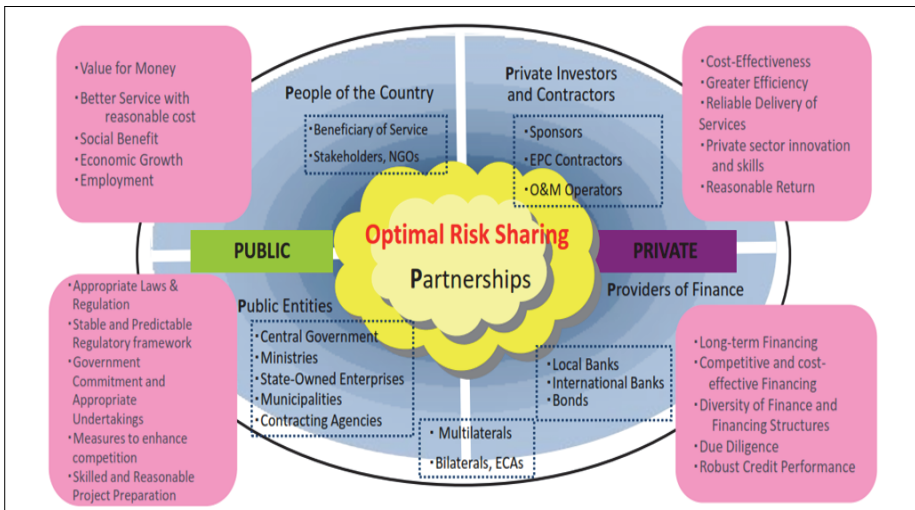 • Value for Money
• Better Service with
reasonable cost
• Social Benefit
• Economic Growth
• Employment
People of the Country
• Beneficiary of Service
• Stakeholders, NGOs
Private Investors
and Contractors
• Sponsors
• EPC Contractors
• O&M Operators
• Cost-Effectiveness
• Greater Efficiency
• Reliable Delivery of
Services
• Private sector innovation
and skills
• Reasonable Return
PUBLIC
Optimal Risk Sharing
Partnerships
PRIVATE
• Appropriate Laws &
Regulation
• Stable and Predictable
Regulatory framework
• Government
Commitment and
Appropriate
Undertakings
• Measures to enhance
competition
• Skilled and Reasonable
Project Preparation
Public Entities
• Central Government
• Ministries
• State-Owned Enterprises
• Municipalities
• Contracting Agencies
• Multilaterals
• Bilaterals, ECAs
Providers of Finance
• Local Banks
• International Banks
• Bonds
• Long-term Financing
• Competitive and cost-
effective Financing
• Diversity of Finance and
Financing Structures
• Due Diligence
• Robust Credit Performance